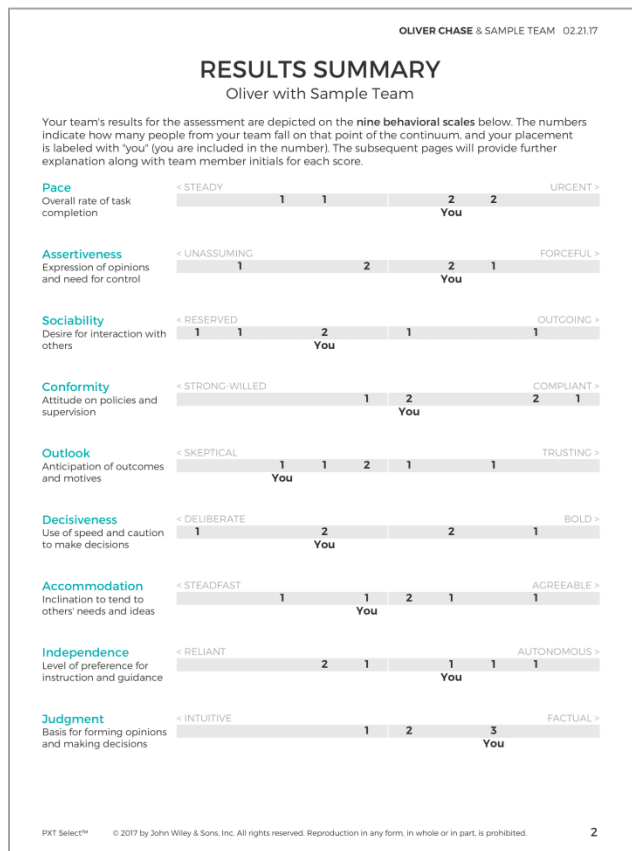 OLIVER CHASE & SAMPLE TEAM 02.21.17
RESULTS SUMMARY
Oliver with Sample Team
Your team's results for the assessment are depicted on the nine behavioral scales below. The numbers
indicate how many people from your team fall on that point of the continuum, and your placement
is labeled with "you" (you are included in the number). The subsequent pages will provide further
explanation along with team member initials for each score.
Pace
Overall rate of task
completion
< STEADY URGENT >
1 1 2 2
You
Assertiveness
Expression of opinions
and need for control
< UNASSUMING FORCEFUL >
1 2 2 1
You
Sociability
Desire for interaction with
others
< RESERVED OUTGOING >
1 1 2 1 1
You
Conformity
Attitude on policies and
supervision
< STRONG-WILLED COMPLIANT >
1 2 2 1
You
Outlook
Anticipation of outcomes
and motives
< SKEPTICAL TRUSTING >
1 1 2 1 1
You
Decisiveness
Use of speed and caution
to make decisions
< DELIBERATE BOLD >
1 2 2 1
You
Accommodation
Inclination to tend to
others' needs and ideas
< STEADFAST AGREEABLE >
1 1 2 1 1
You
Independence
Level of preference for
instruction and guidance
< RELIANT AUTONOMOUS >
2 1 1 1 1
You
Judgment
Basis for forming opinions
and making decisions
< INTUITIVE FACTUAL >
1 2 3
You
PXT Select™ © 2017 by John Wiley & Sons, Inc. All rights reserved. Reproduction in any form, in whole or in part, is prohibited. 2